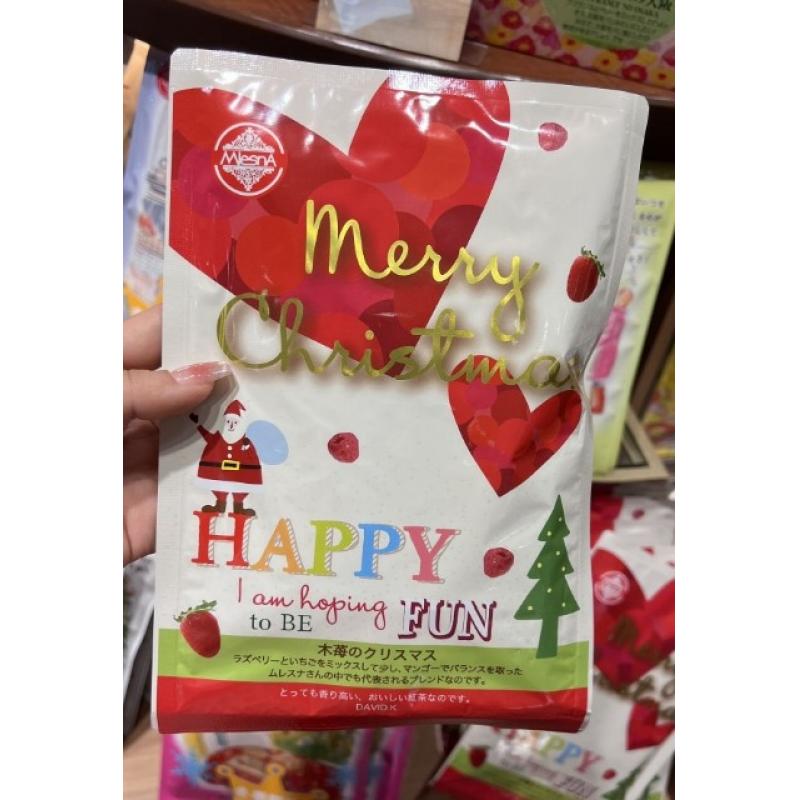 MlesnA
Merry
Christmas
HAPPY
I am hoping
to BE FUN
木苺のクリスマス
ラズベリーといちごをミックスして少し、マンゴーでバランスを取った
ムレスナさんの中でも代表されるブレンドなのです。
とっても香り高い、おいしい紅茶なのです。
DAVID.K
HAPPY
FUN